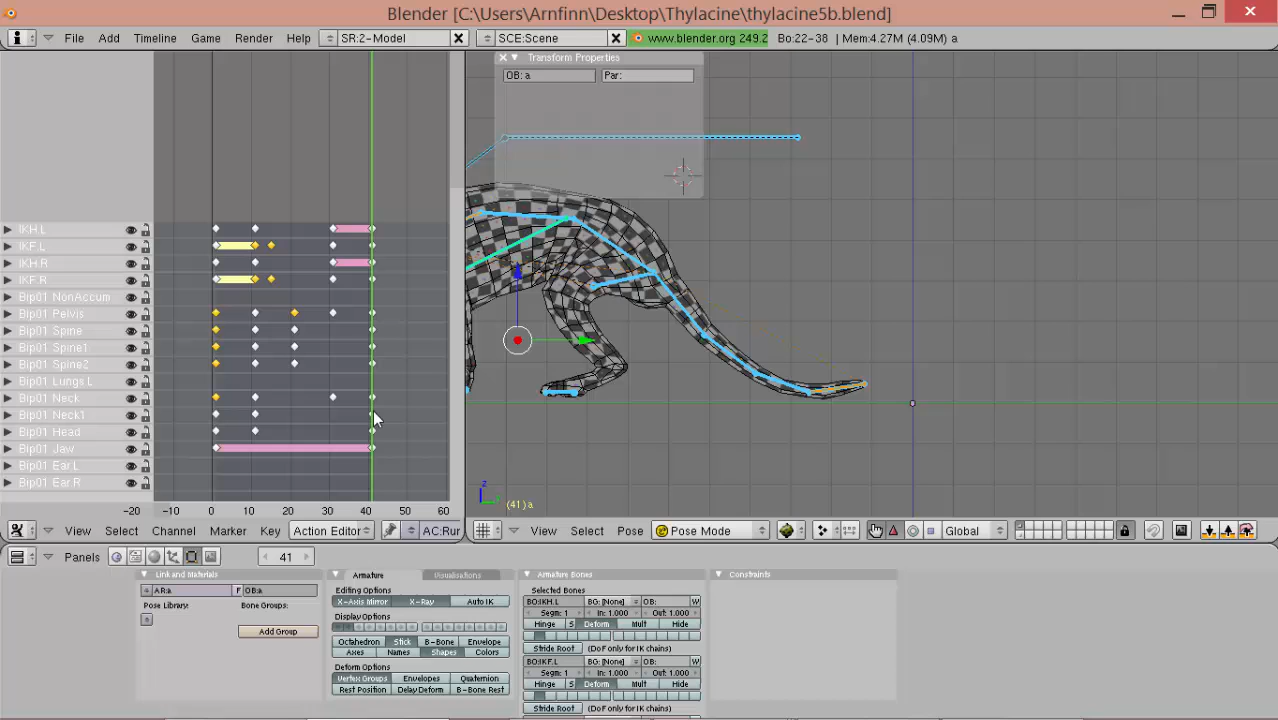 Blender [C:\Users\Arnfinn\Desktop\Thylacine\thylacine5b.blend]
File Add Timeline Game Render Help SR:2-Model SCE:Scene www.blender.org 249.2 Bo:22-38 | Mem:4.27M (4.09M) a
Transform Properties
OB: a Par:
IKH.L
IKF.L
IKH.R
IKF.R
Bip01 NonAccum
Bip01 Pelvis
Bip01 Spine
Bip01 Spine1
Bip01 Spine2
Bip01 Lungs.L
Bip01 Neck
Bip01 Neck1
Bip01 Head
Bip01 Jaw
Bip01 Ear.L
Bip01 Ear.R
-20 -10 0 10 20 30 40 50 60
z
(41) a
View Select Channel Marker Key Action Editor AC:Rur
View Select Pose Pose Mode Global
Panels 41
Link and Materials
AR:a F OB:a
Pose Library: Bone Groups:
Add Group
Armature Visualisations
Editing Options
X-Axis Mirror X-Ray Auto IK
Display Options
Octahedron Stick B-Bone Envelope
Axes Names Shapes Colors
Deform Options
Vertex Groups Envelopes Quaternion
Rest Position Delay Deform B-Bone Rest
Armature Bones
Selected Bones
BO:IKH.L BG: [None] OB: W
Segm: 1 In: 1.000 Out: 1.000
Hinge S Deform Mult Hide
Stride Root (DoF only for IK chains)
BO:IKF.L BG: [None] OB: W
Segm: 1 In: 1.000 Out: 1.000
Hinge S Deform Mult Hide
Stride Root (DoF only for IK chains)
Constraints